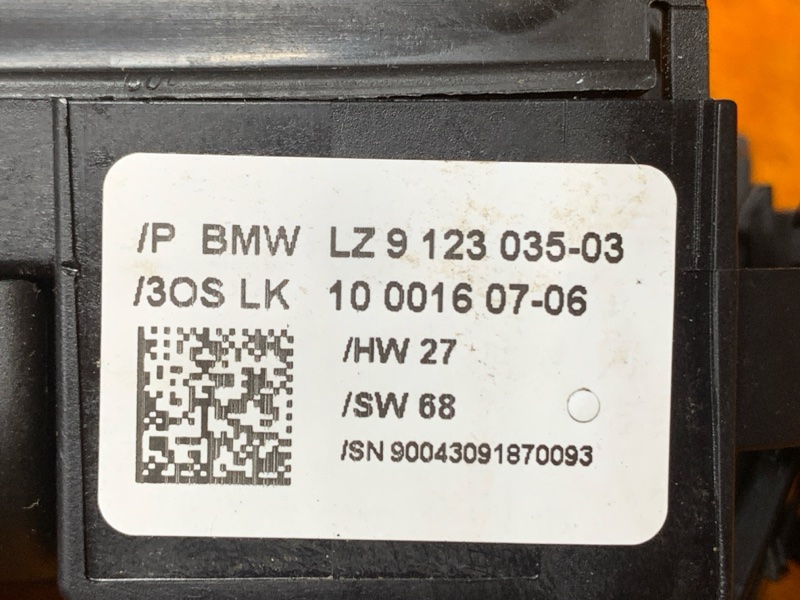 /P BMW LZ 9 123 035-03
/3OS LK 10 0016 07-06
/HW 27
/SW 68
/SN 90043091870093